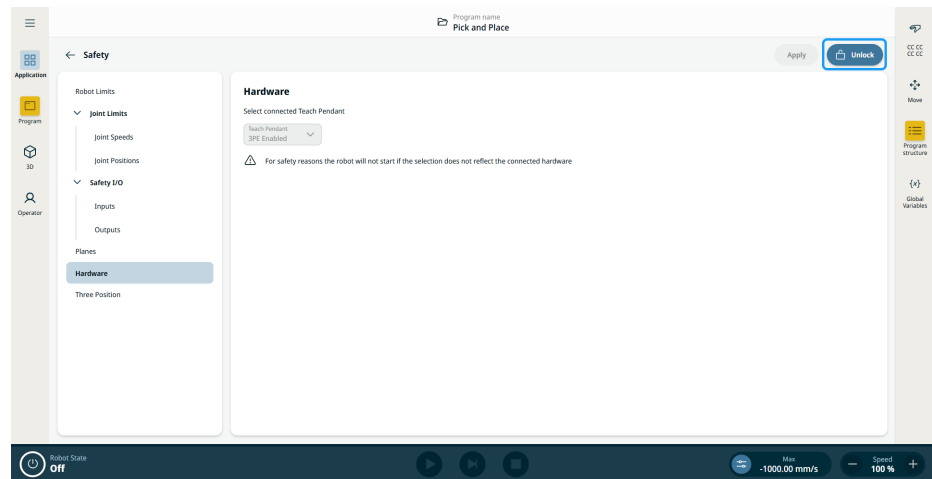 Program name
Pick and Place
Application
Program
3D
Operator
Safety
Apply
Unlock
Robot Limits
Joint Limits
Joint Speeds
Joint Positions
Safety I/O
Inputs
Outputs
Planes
Hardware
Three Position
Hardware
Select connected Teach Pendant
Teach Pendant
3PE Enabled
For safety reasons the robot will not start if the selection does not reflect the connected hardware
CC CC
CC CC
Move
Program
structure
{x}
Global
Variables
Robot State
Off
Max
-1000.00 mm/s
Speed
100 %